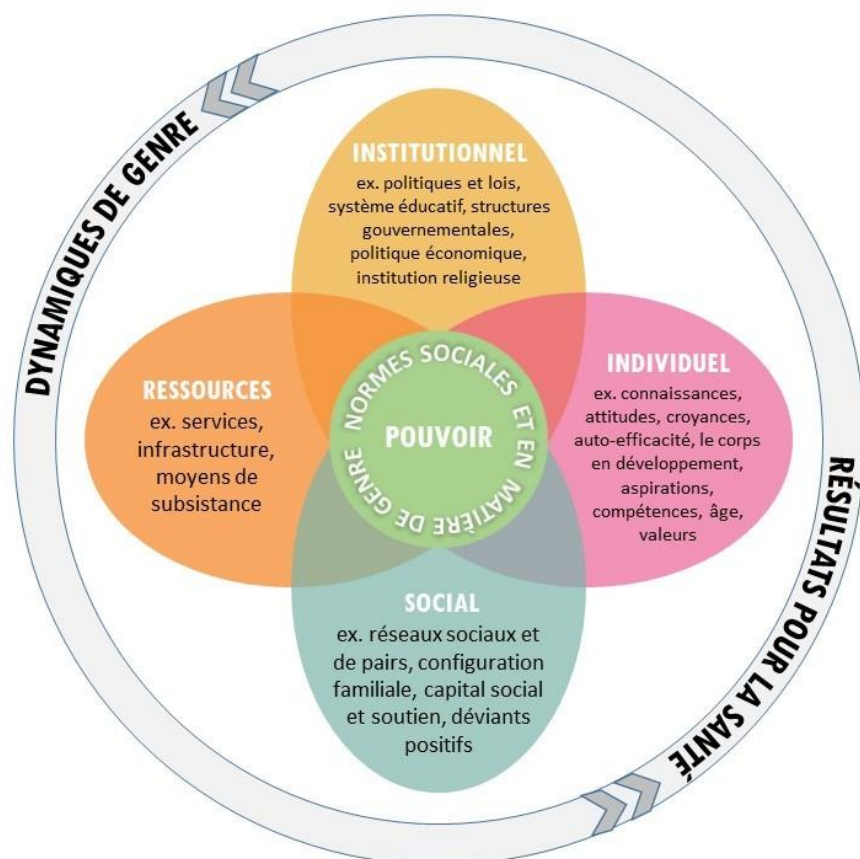 DYNAMIQUES DE GENRE
INSTITUTIONNEL
ex. politiques et lois,
système éducatif, structures
gouvernementales,
politique économique,
institution religieuse
RESSOURCES
ex. services,
infrastructure,
moyens de
subsistance
NORMES SOCIALES ET EN MATIÈRE DE GENRE
POUVOIR
INDIVIDUEL
ex. connaissances,
attitudes, croyances,
auto-efficacité, le corps
en développement,
aspirations,
compétences, âge,
valeurs
SOCIAL
ex. réseaux sociaux et
de pairs, configuration
familiale, capital social
et soutien, déviants
positifs
RÉSULTATS POUR LA SANTÉ